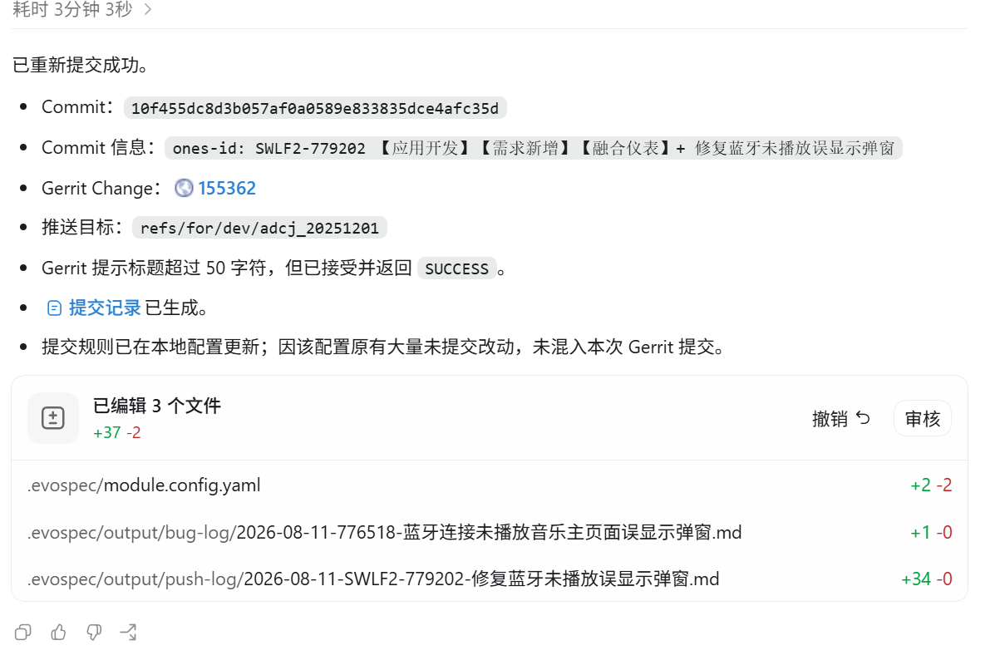 耗时 3分钟 3秒
已重新提交成功。
Commit： 10f455dc8d3b057af0a0589e833835dce4afc35d
Commit 信息： ones-id: SWLF2-779202 【应用开发】【需求新增】【融合仪表】+ 修复蓝牙未播放误显示弹窗
Gerrit Change： 155362
推送目标： refs/for/dev/adcj_20251201
Gerrit 提示标题超过 50 字符，但已接受并返回 SUCCESS 。
提交记录 已生成。
提交规则已在本地配置更新；因该配置原有大量未提交改动，未混入本次 Gerrit 提交。
已编辑 3 个文件
+37 -2
撤销
审核
.evospec/module.config.yaml +2 -2
.evospec/output/bug-log/2026-08-11-776518-蓝牙连接未播放音乐主页面误显示弹窗.md +1 -0
.evospec/output/push-log/2026-08-11-SWLF2-779202-修复蓝牙未播放误显示弹窗.md +34 -0